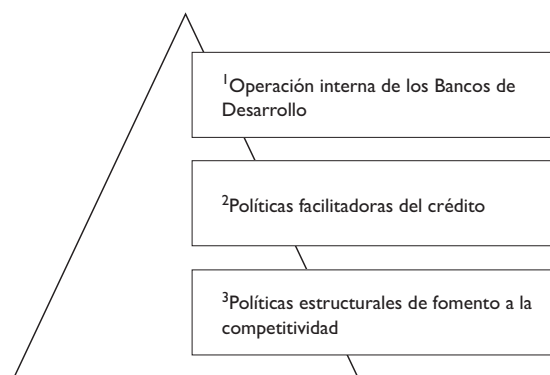 ¹Operación interna de los Bancos de
Desarrollo
²Políticas facilitadoras del crédito
³Políticas estructurales de fomento a la
competitividad